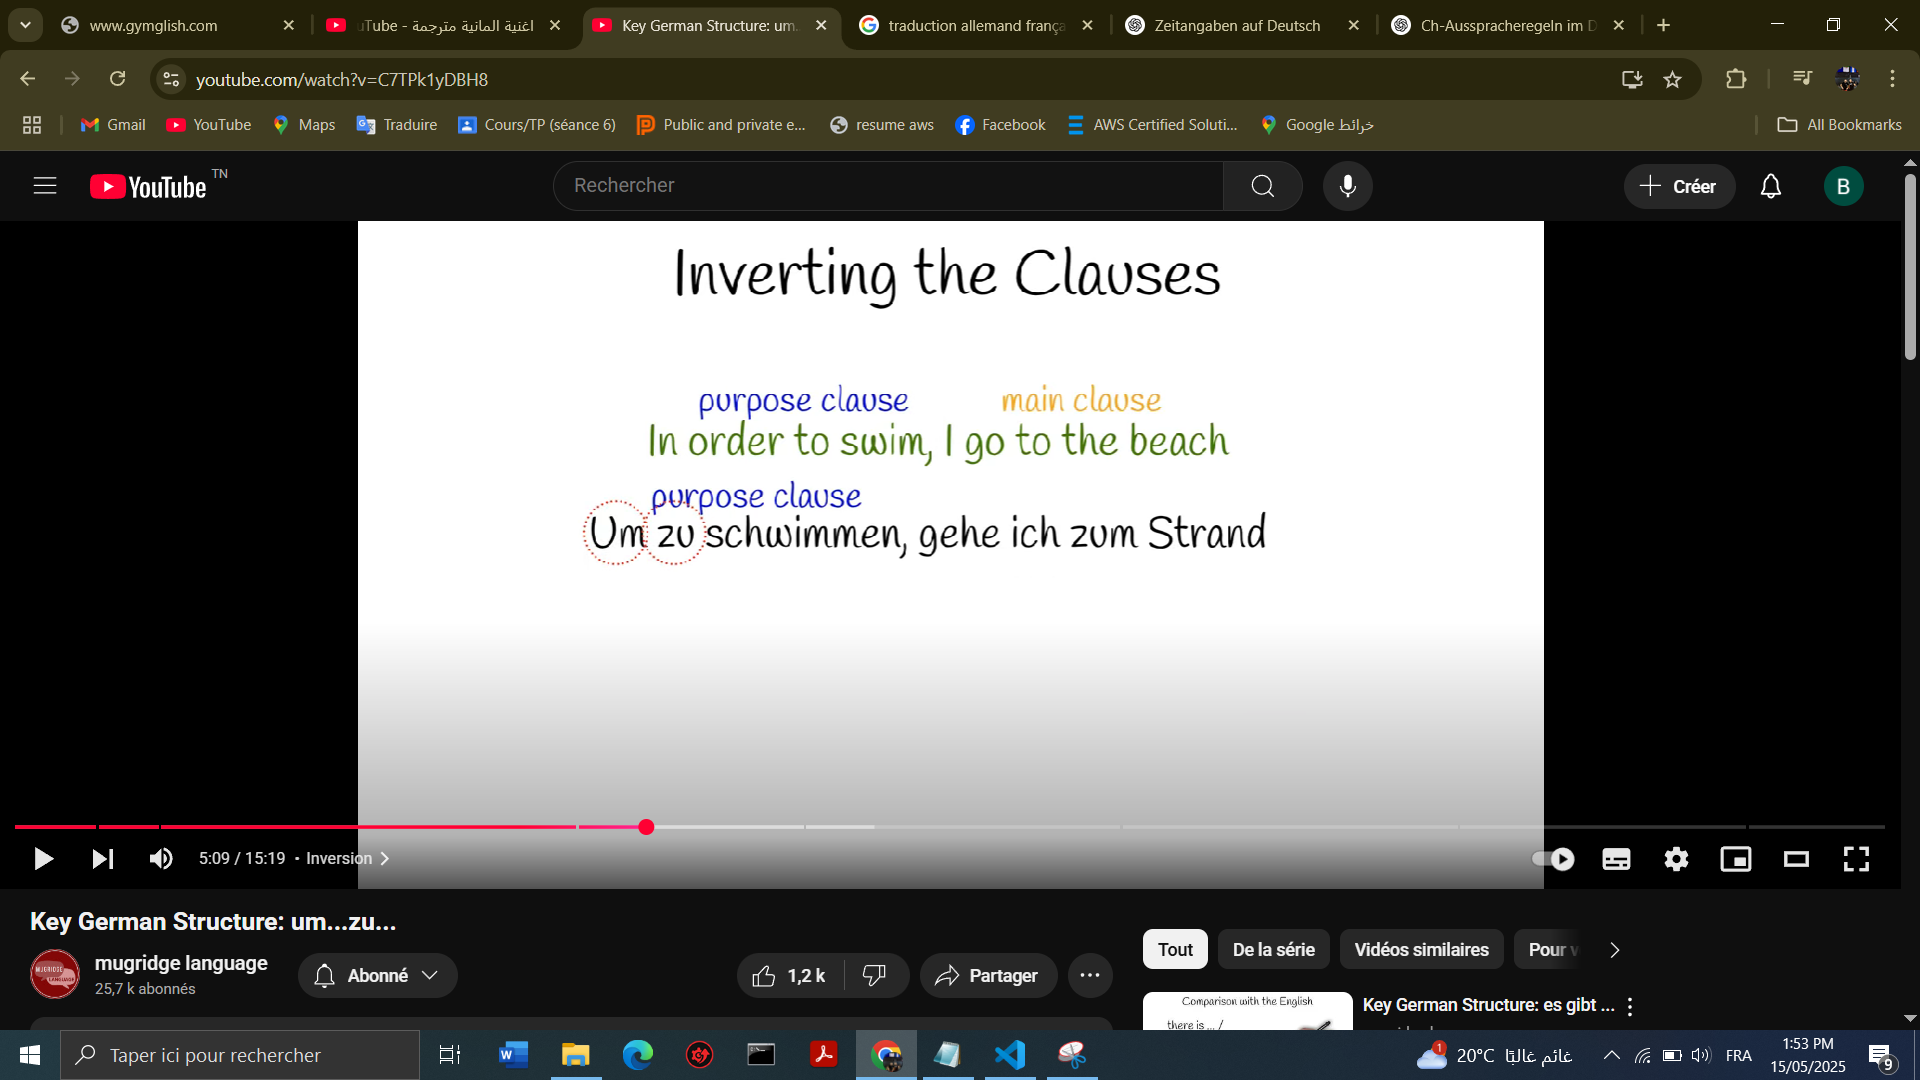 www.gymglish.com
uTube - اغنية المانية مترجمة
Key German Structure: um.
traduction allemand frança
Zeitangaben auf Deutsch
Ch-Ausspracheregeln im D
youtube.com/watch?v=C7TPk1yDBH8
Gmail
YouTube
Maps
Traduire
Cours/TP (séance 6)
Public and private e...
resume aws
Facebook
AWS Certified Soluti...
خرائط Google
All Bookmarks
YouTube TN
Rechercher
Créer
B
Inverting the Clauses
purpose clause main clause
In order to swim, I go to the beach
purpose clause
Um zu schwimmen, gehe ich zum Strand
5:09 / 15:19 • Inversion
Key German Structure: um...zu...
mugridge language
25,7 k abonnés
Abonné
1,2 k
Partager
Tout
De la série
Vidéos similaires
Pour v
Comparison with the English
there is ... /
Key German Structure: es gibt ...
Taper ici pour rechercher
1
20°C غائم غالبًا
FRA
1:53 PM
15/05/2025
9